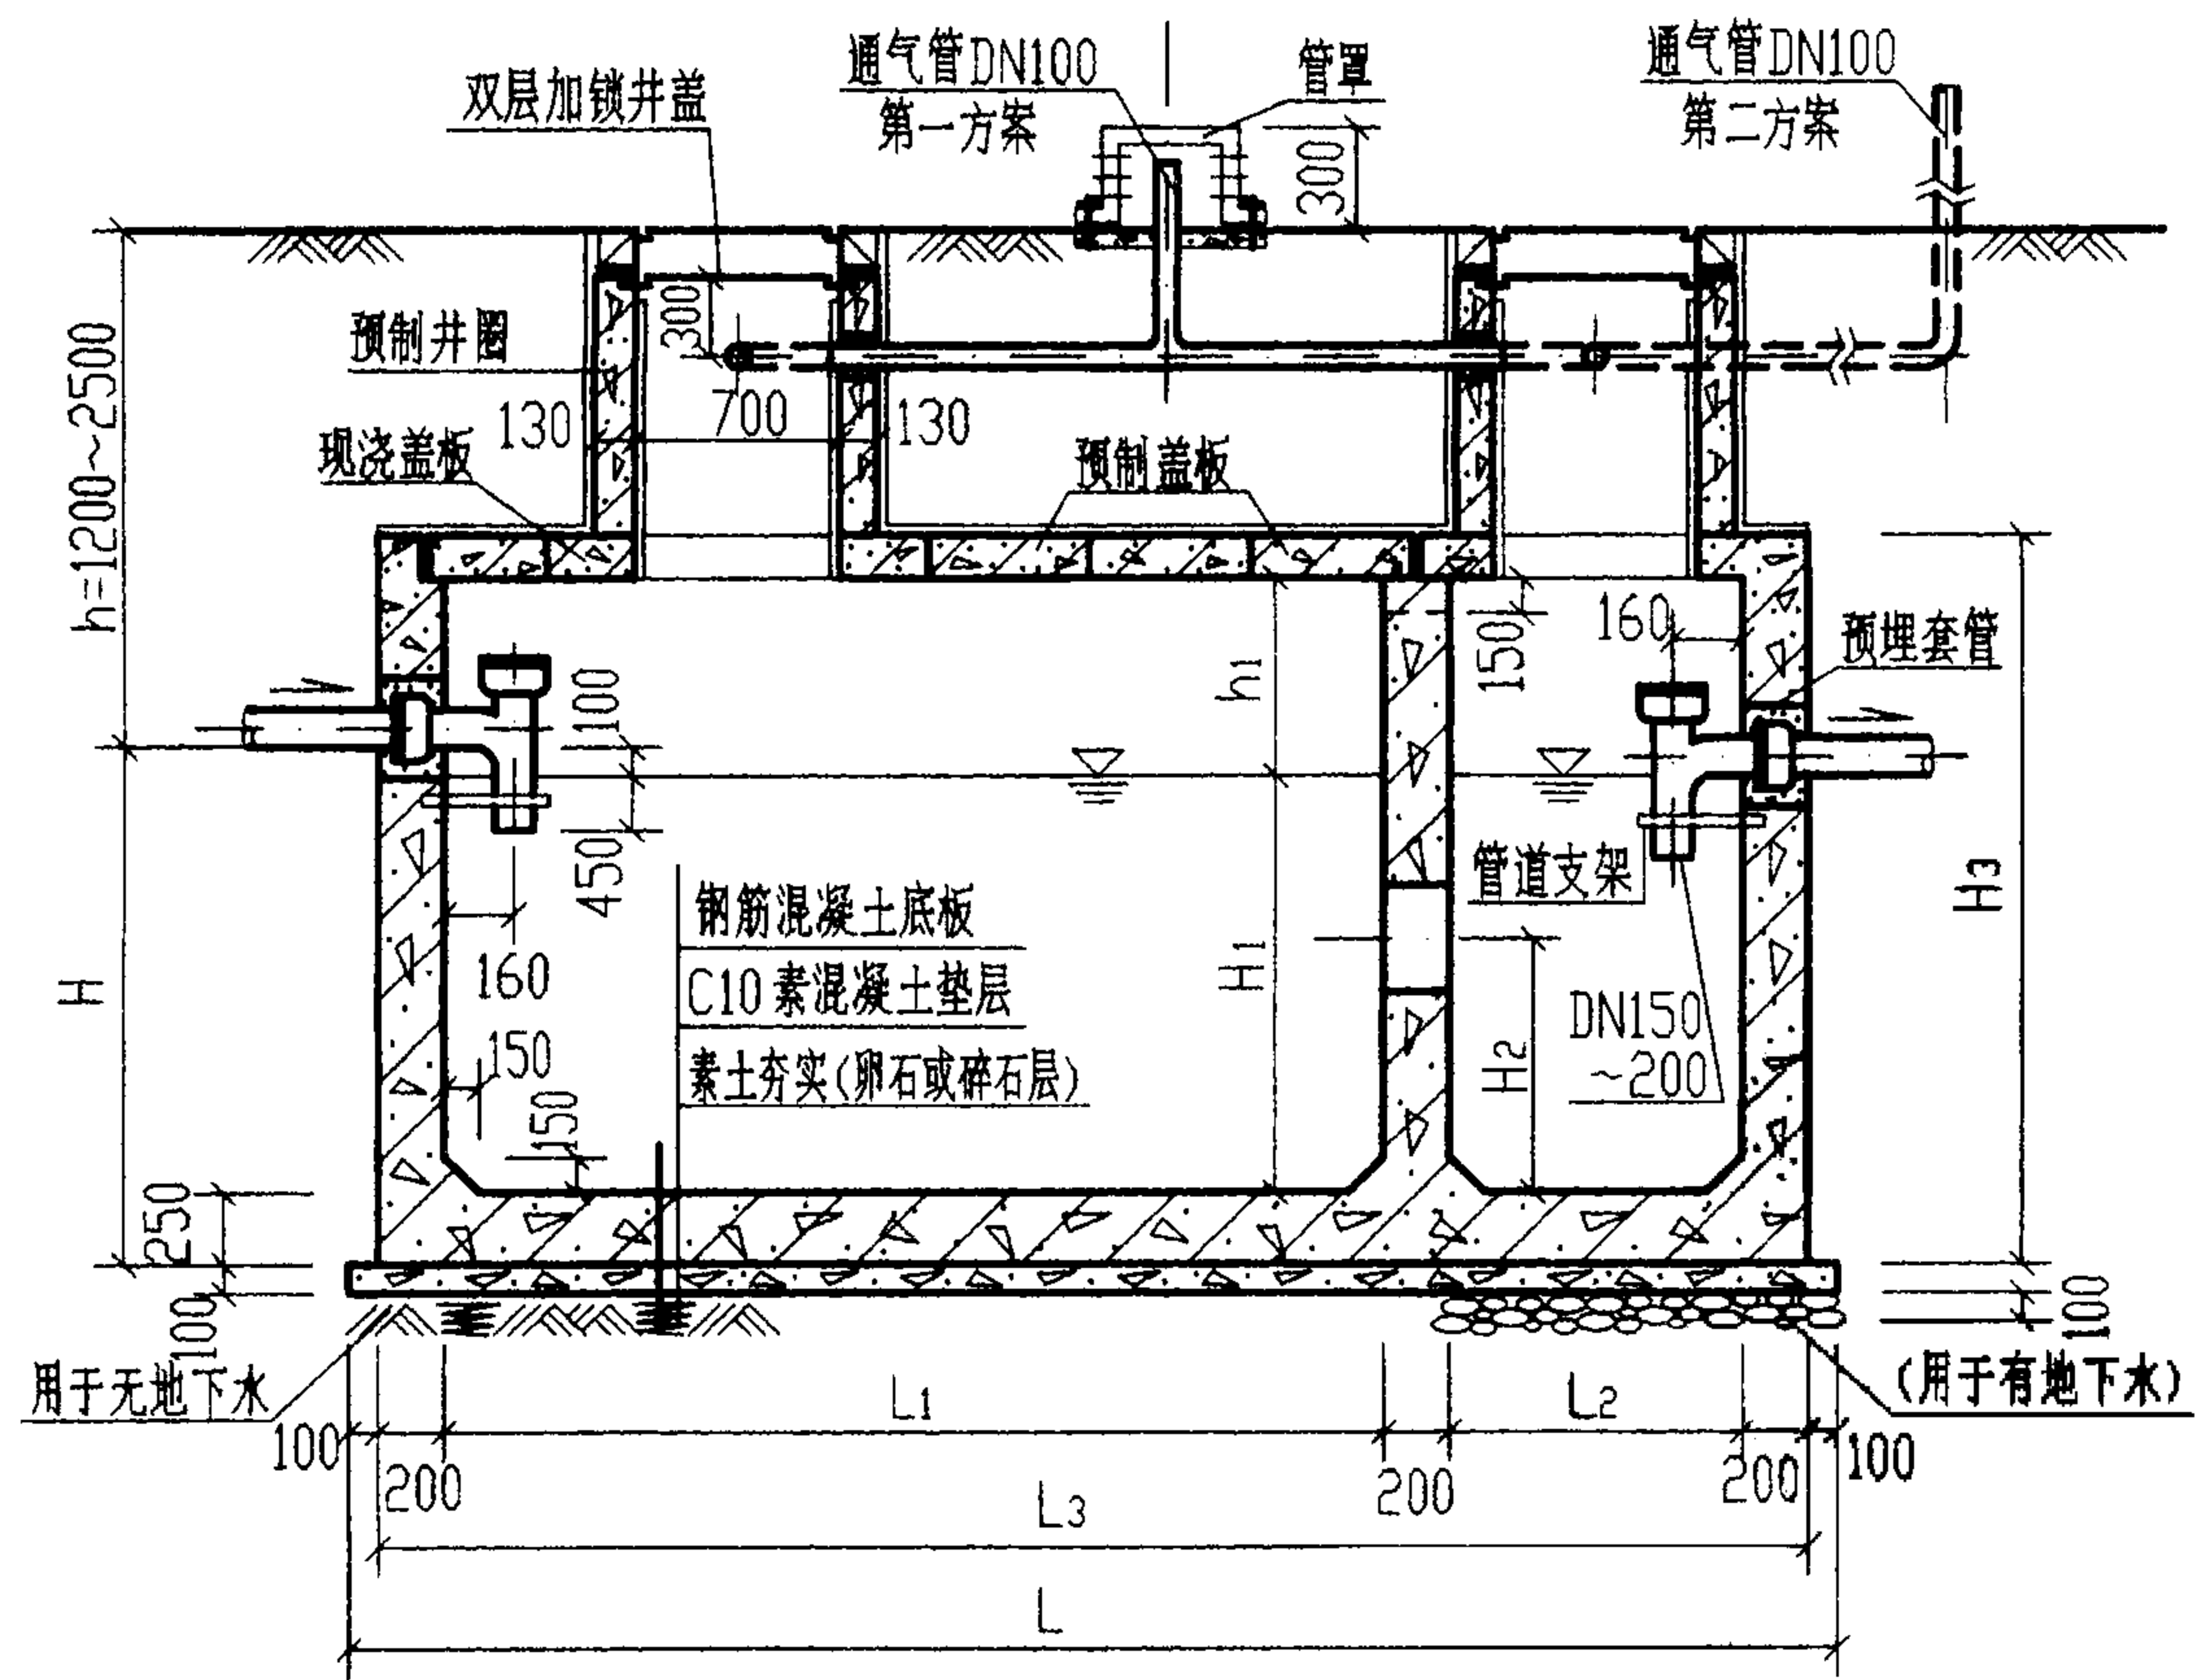 通气管DN100
第一方案
管罩
通气管DN100
第二方案
双层加锁井盖
300
300
预制井圈
h=1200~2500
130
700
130
现浇盖板
预制盖板
160
150
预埋套管
h1
100
450
管道支架
H3
钢筋混凝土底板
C10素混凝土垫层
素土夯实(卵石或碎石层)
H
160
H1
H2
DN150
~200
150
150
250
100
100
用于无地下水
(用于有地下水)
L1
L2
100
200
200
200
100
L3
L